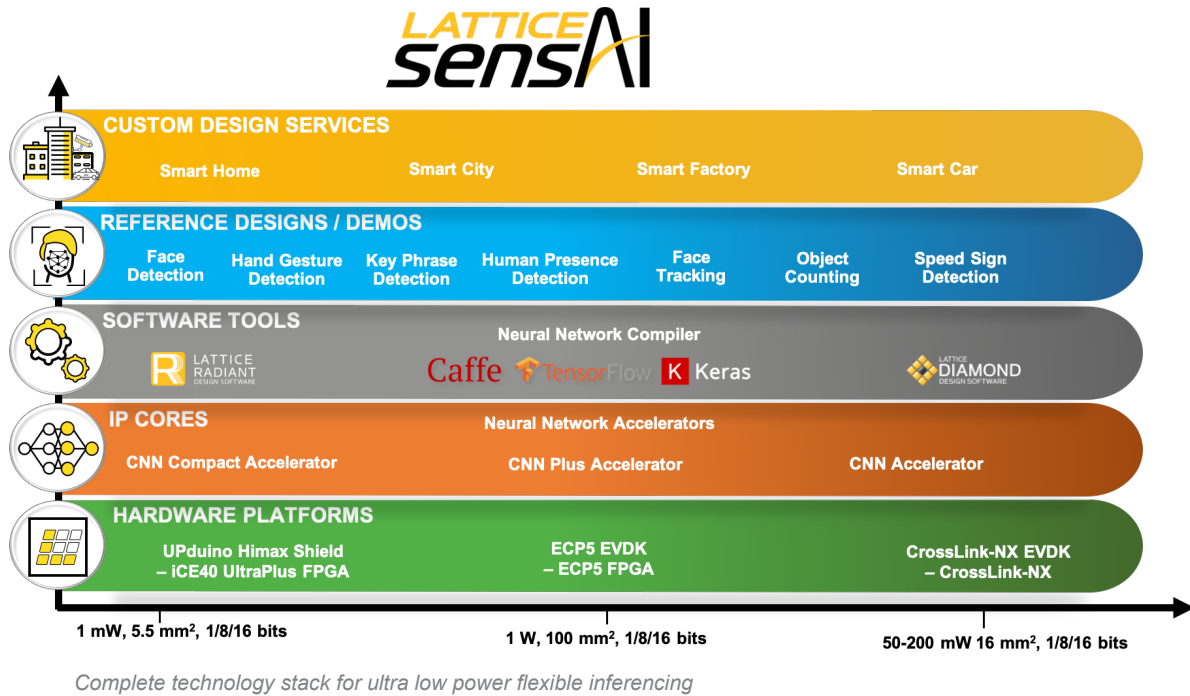 LATTICE
sensAI
CUSTOM DESIGN SERVICES
Smart Home
Smart City
Smart Factory
Smart Car
REFERENCE DESIGNS / DEMOS
Face
Detection
Hand Gesture
Detection
Key Phrase
Detection
Human Presence
Detection
Face
Tracking
Object
Counting
Speed Sign
Detection
SOFTWARE TOOLS
Neural Network Compiler
R
LATTICE
RADIANT
DESIGN SOFTWARE
Caffe
TensorFlow
K Keras
LATTICE
DIAMOND
DESIGN SOFTWARE
IP CORES
Neural Network Accelerators
CNN Compact Accelerator
CNN Plus Accelerator
CNN Accelerator
HARDWARE PLATFORMS
UPduino Himax Shield
– iCE40 UltraPlus FPGA
ECP5 EVDK
– ECP5 FPGA
CrossLink-NX EVDK
– CrossLink-NX
1 mW, 5.5 mm², 1/8/16 bits
1 W, 100 mm², 1/8/16 bits
50-200 mW 16 mm², 1/8/16 bits
Complete technology stack for ultra low power flexible inferencing